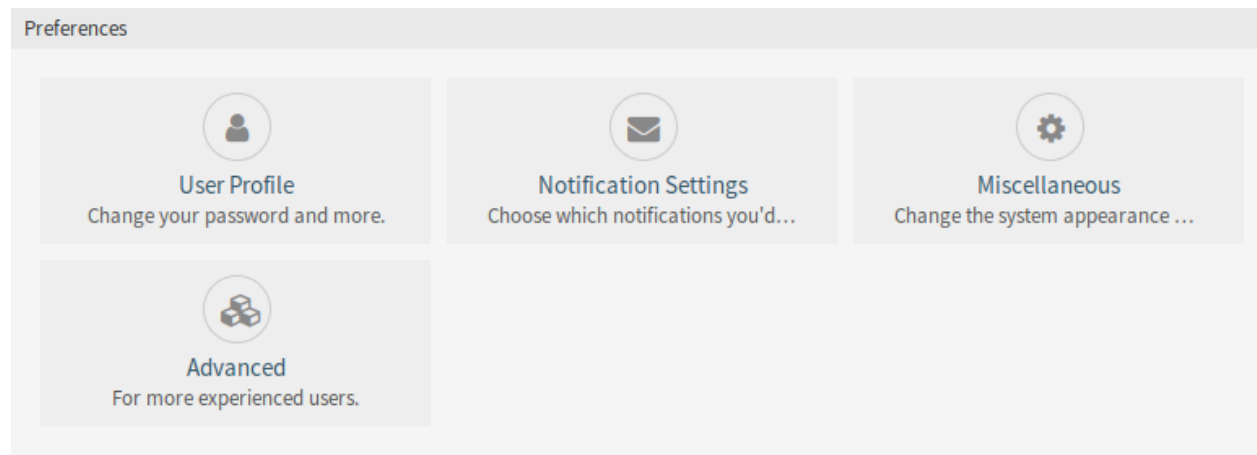 Preferences
User Profile
Change your password and more.
Notification Settings
Choose which notifications you'd…
Miscellaneous
Change the system appearance …
Advanced
For more experienced users.